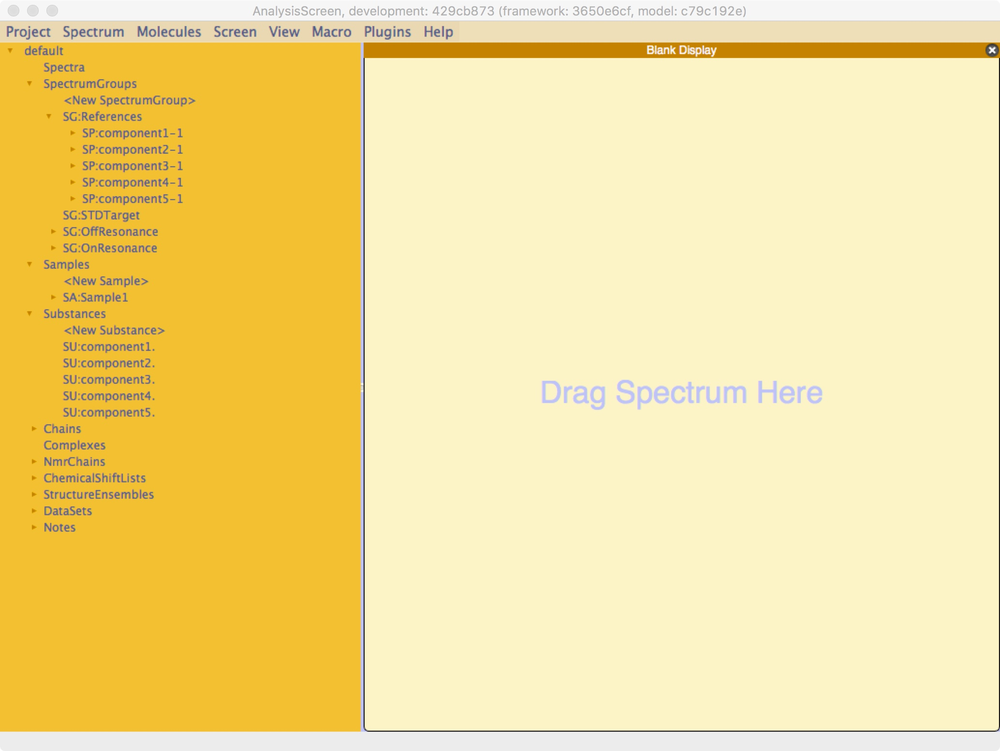 AnalysisScreen, development: 429cb873 (framework: 3650e6cf, model: c79c192e)
Project Spectrum Molecules Screen View Macro Plugins Help
default
Spectra
SpectrumGroups
<New SpectrumGroup>
SG:References
SP:component1-1
SP:component2-1
SP:component3-1
SP:component4-1
SP:component5-1
SG:STDTarget
SG:OffResonance
SG:OnResonance
Samples
<New Sample>
SA:Sample1
Substances
<New Substance>
SU:component1.
SU:component2.
SU:component3.
SU:component4.
SU:component5.
Chains
Complexes
NmrChains
ChemicalShiftLists
StructureEnsembles
DataSets
Notes
Blank Display
Drag Spectrum Here